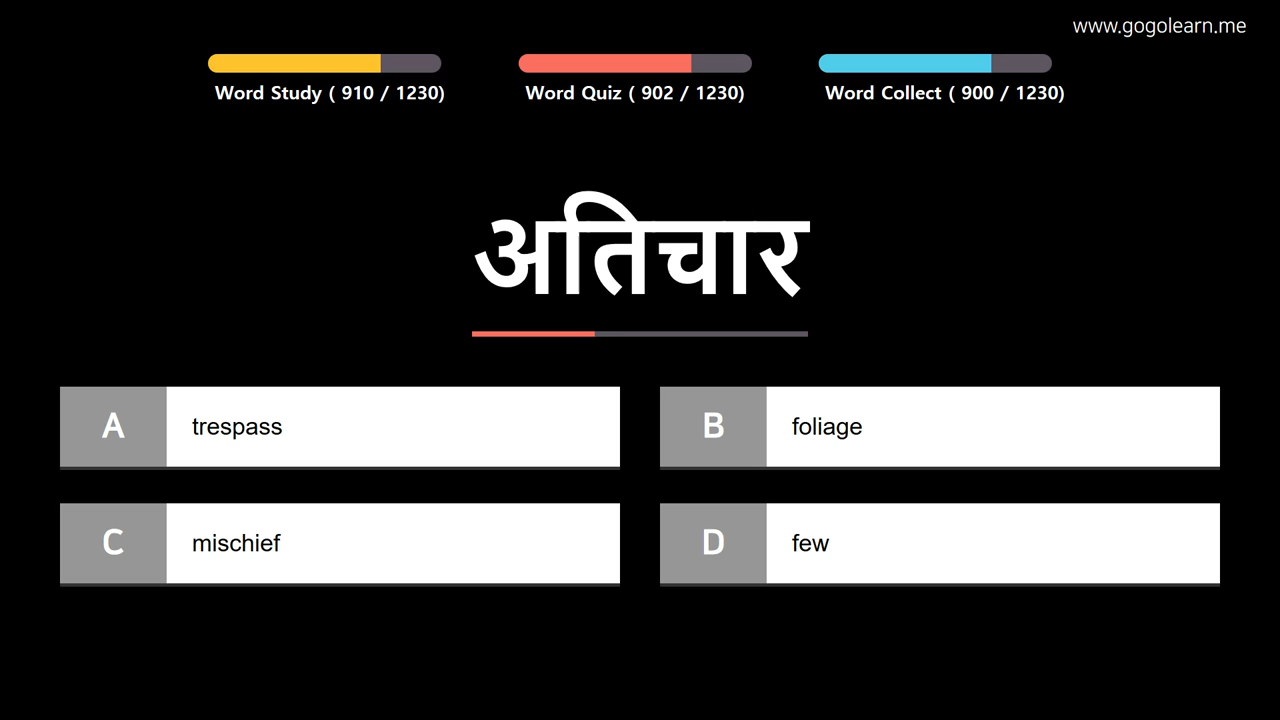 www.gogolearn.me
Word Study ( 910 / 1230)
Word Quiz ( 902 / 1230)
Word Collect ( 900 / 1230)
अतिचार
A trespass
B foliage
C mischief
D few